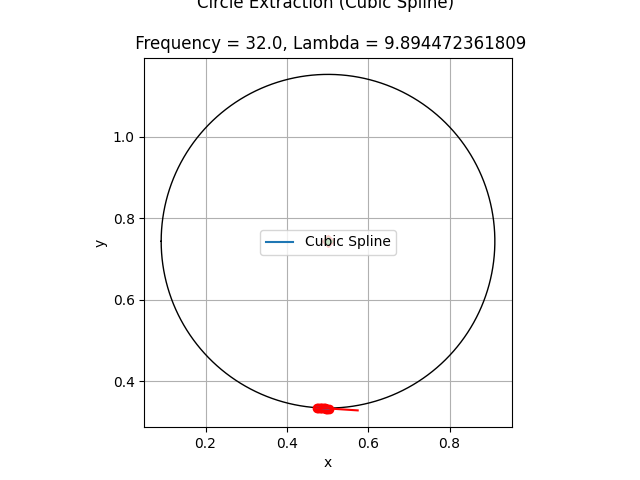 Circle Extraction (Cubic Spline)
Frequency = 32.0, Lambda = 9.894472361809
1.0
0.8
y
Cubic Spline
0.6
0.4
0.2 0.4 0.6 0.8
x